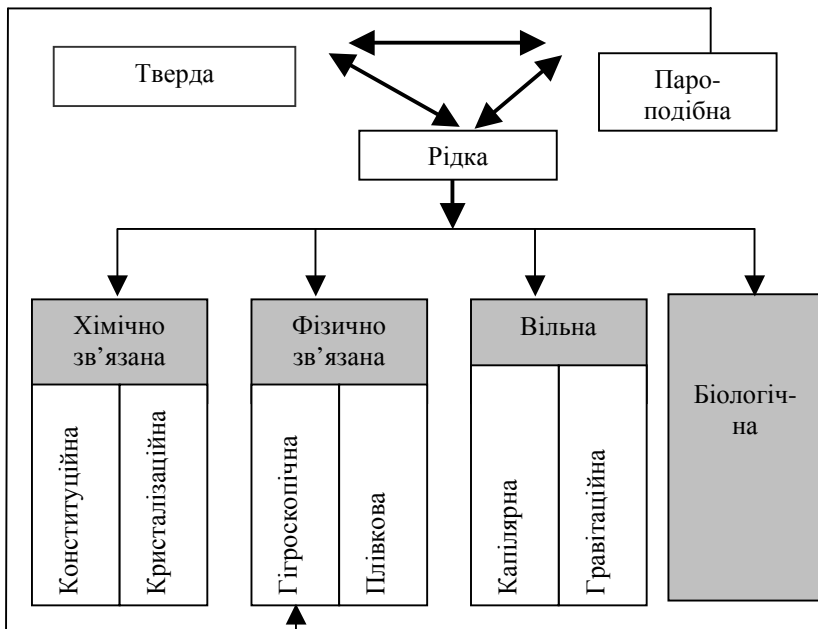 Тверда
Паро-
подібна
Рідка
Хімічно
зв’язана
Фізично
зв’язана
Вільна
Біологіч-
на
Конституційна
Кристалізаційна
Гігроскопічна
Плівкова
Капілярна
Гравітаційна